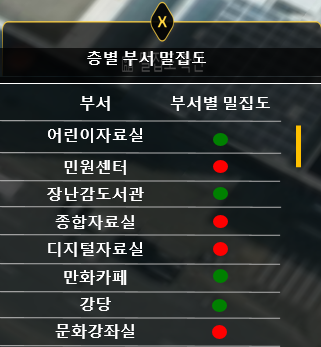 X
층별 부서 밀집도
부서 부서별 밀집도
어린이자료실
민원센터
장난감도서관
종합자료실
디지털자료실
만화카페
강당
문화강좌실